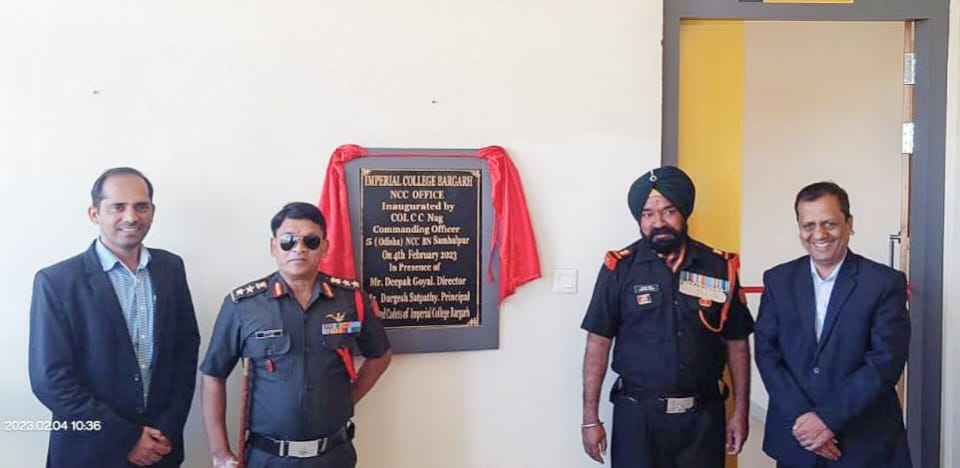 IMPERIAL COLLEGE BARGARH
NCC OFFICE
Inaugurated by
COL C C Nag
Commanding Officer
5 ( Odisha) NCC BN Sambalpur
On 4th February 2023
In Presence of
Mr. Deepak Goyal, Director
Durgesh Satpathy, Principal
Cadets of Imperial College Bargarh
2023.02.04 10:36